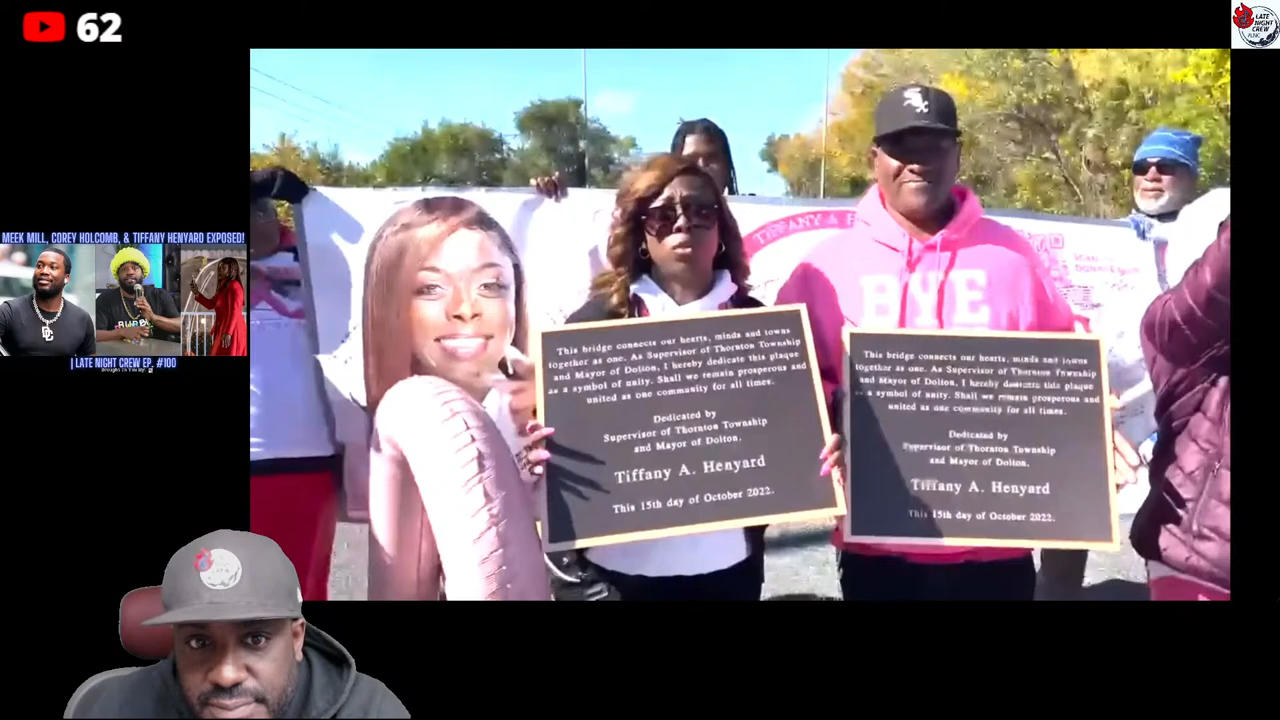 62
LATE
NIGHT
CREW
#LNC
MEEK MILL, COREY HOLCOMB, & TIFFANY HENYARD EXPOSED!
| LATE NIGHT CREW EP. #100
Sox
TIFFANY A
BYE
This bridge connects our hearts, minds and towns
together as one. As Supervisor of Thornton Township
and Mayor of Dolton, I hereby dedicate this plaque
as a symbol of unity. Shall we remain prosperous and
united as one community for all times.
Dedicated by
Supervisor of Thornton Township
and Mayor of Dolton.
Tiffany A. Henyard
This 15th day of October 2022.
This bridge connects our hearts, minds and towns
together as one. As Supervisor of Thornton Township
and Mayor of Dolton, I hereby dedicate this plaque
as a symbol of unity. Shall we remain prosperous and
united as one community for all times.
Dedicated by
Supervisor of Thornton Township
and Mayor of Dolton.
Tiffany A. Henyard
This 15th day of October 2022.